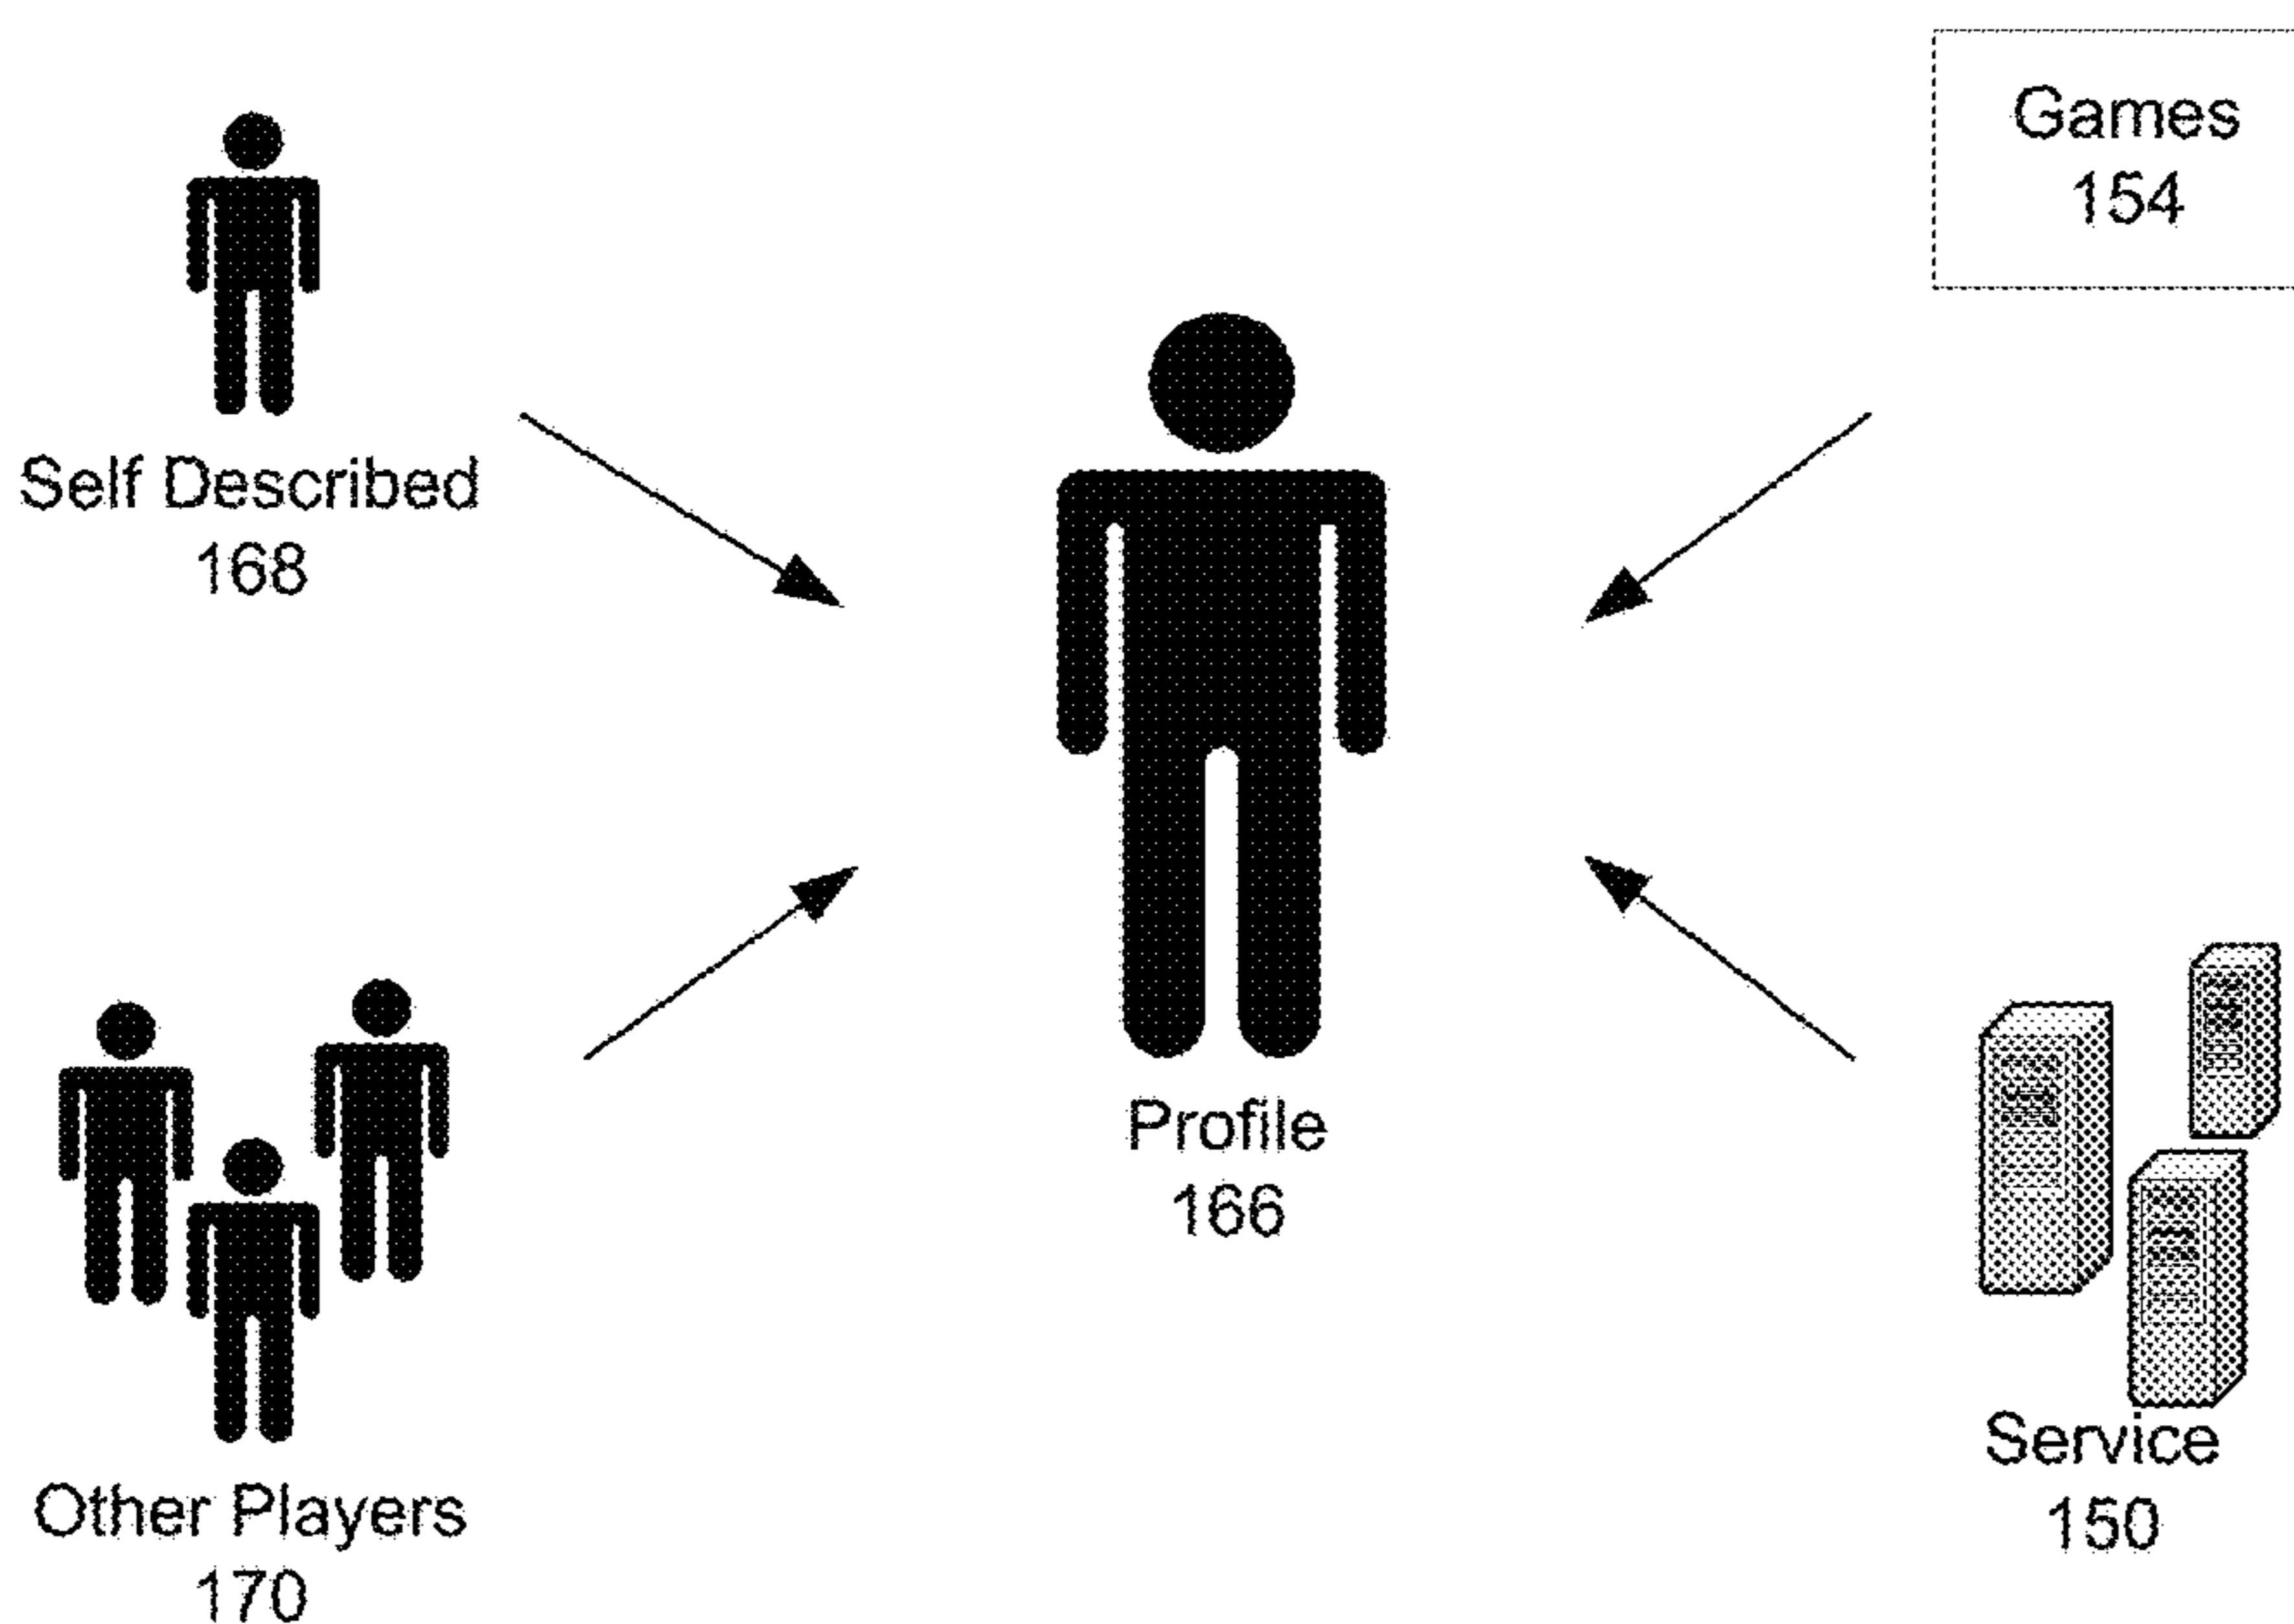 Games
154
Self Described
168
Profile
166
Other Players
170
Service
150